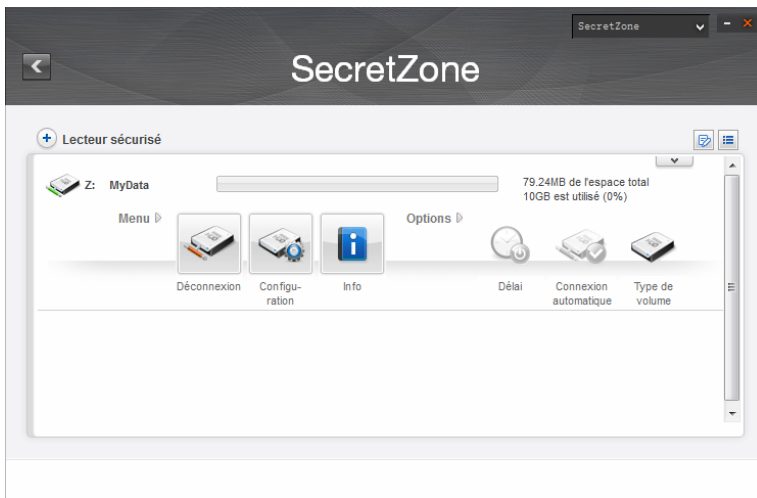 SecretZone
SecretZone
Lecteur sécurisé
Z: MyData
79.24MB de l'espace total
10GB est utilisé (0%)
Menu
Options
Déconnexion
Configu-
ration
Info
Délai
Connexion
automatique
Type de
volume